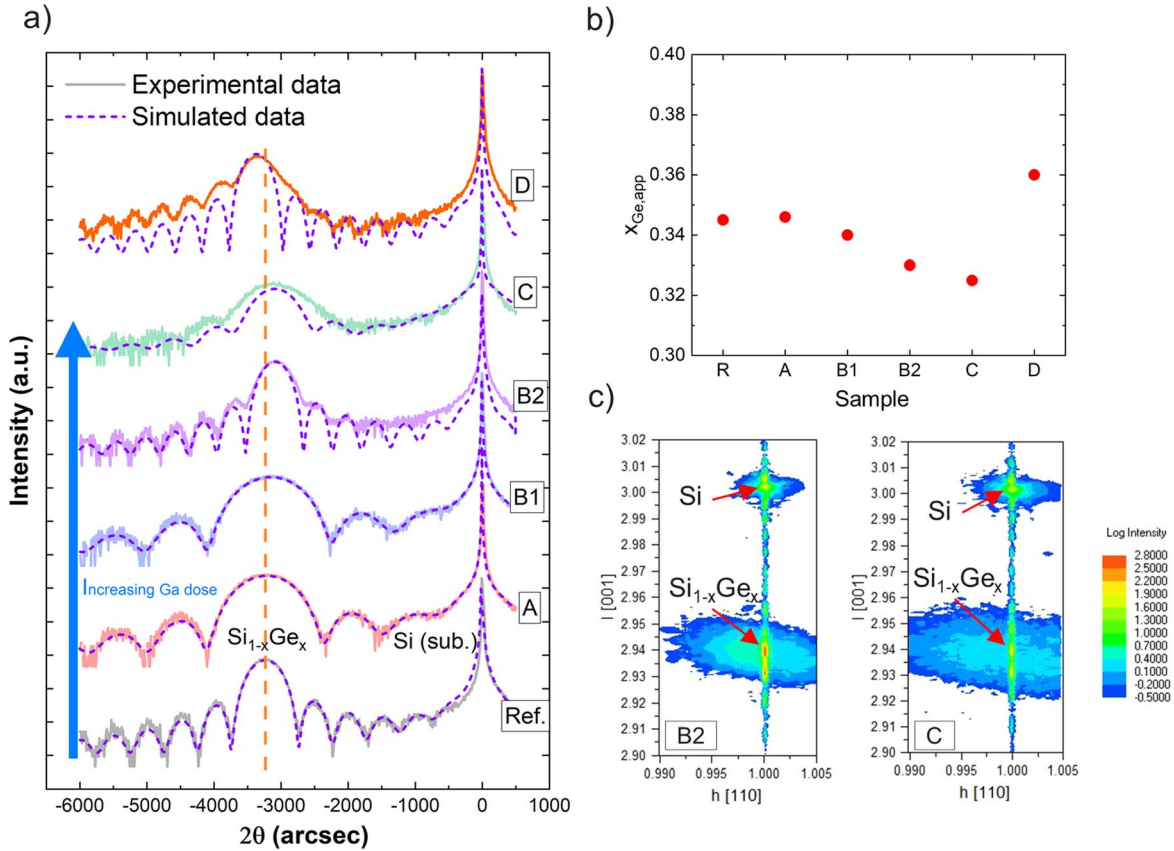 a)
Experimental data
Simulated data
D
C
B2
B1
Increasing Ga dose
A
Si₁₋ₓGeₓ
Si (sub.)
Ref.
-6000 -5000 -4000 -3000 -2000 -1000 0 1000
2θ (arcsec)
Intensity (a.u.)
b)
0.40
0.38
0.36
0.34
0.32
0.30
x_Ge,app
R A B1 B2 C D
Sample
c)
3.02
3.01
3.00
2.99
2.98
2.97
2.96
2.95
2.94
2.93
2.92
2.91
2.90
l [001]
Si
Si₁₋ₓGeₓ
B2
0.990 0.995 1.000 1.005
h [110]
3.02
3.01
3.00
2.99
2.98
2.97
2.96
2.95
2.94
2.93
2.92
2.91
2.90
l [001]
Si
Si₁₋ₓGeₓ
C
0.990 0.995 1.000 1.005
h [110]
Log Intensity
2.8000
2.5000
2.2000
1.9000
1.6000
1.3000
1.0000
0.7000
0.4000
0.1000
-0.2000
-0.5000